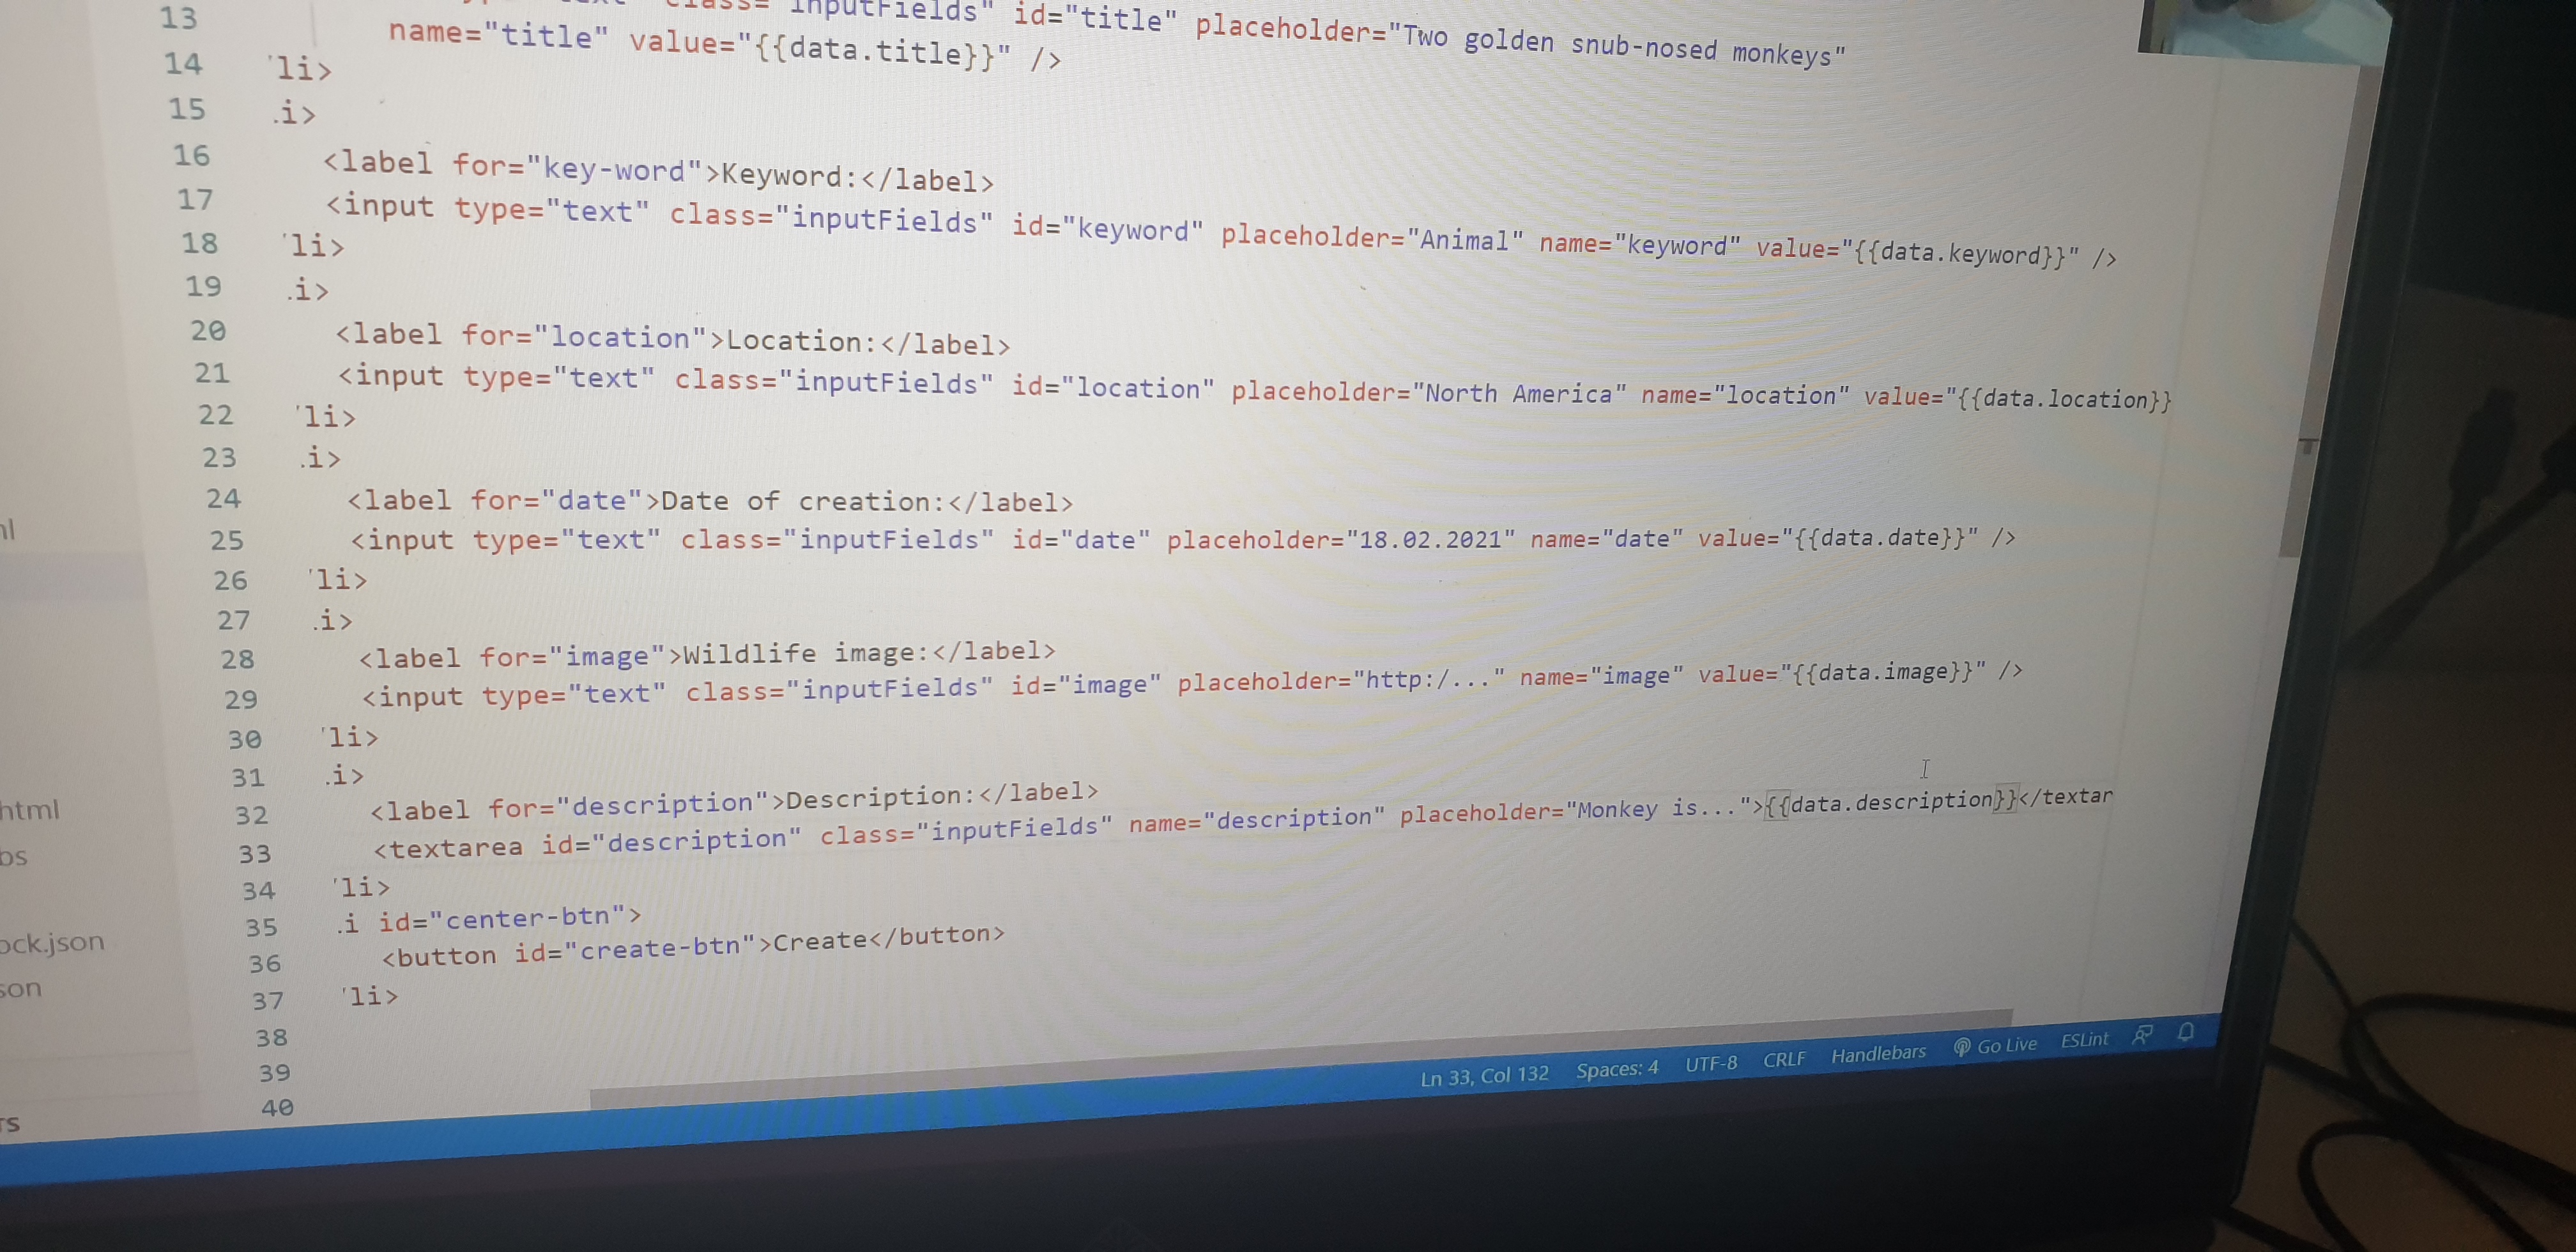 13 class="inputFields" id="title" placeholder="Two golden snub-nosed monkeys"
name="title" value="{{data.title}}" />
14 li>
15 i>
16 <label for="key-word">Keyword:</label>
17 <input type="text" class="inputFields" id="keyword" placeholder="Animal" name="keyword" value="{{data.keyword}}" />
18 li>
19 i>
20 <label for="location">Location:</label>
21 <input type="text" class="inputFields" id="location" placeholder="North America" name="location" value="{{data.location}}
22 li>
23 i>
24 <label for="date">Date of creation:</label>
25 <input type="text" class="inputFields" id="date" placeholder="18.02.2021" name="date" value="{{data.date}}" />
26 li>
27 i>
28 <label for="image">Wildlife image:</label>
29 <input type="text" class="inputFields" id="image" placeholder="http:/..." name="image" value="{{data.image}}" />
30 li>
31 i>
32 <label for="description">Description:</label>
33 <textarea id="description" class="inputFields" name="description" placeholder="Monkey is...">{{data.description}}</textar
34 li>
35 i id="center-btn">
36 <button id="create-btn">Create</button>
37 li>
38
39
40
html
bs
ock.json
son
rs
Ln 33, Col 132 Spaces: 4 UTF-8 CRLF Handlebars Go Live ESLint